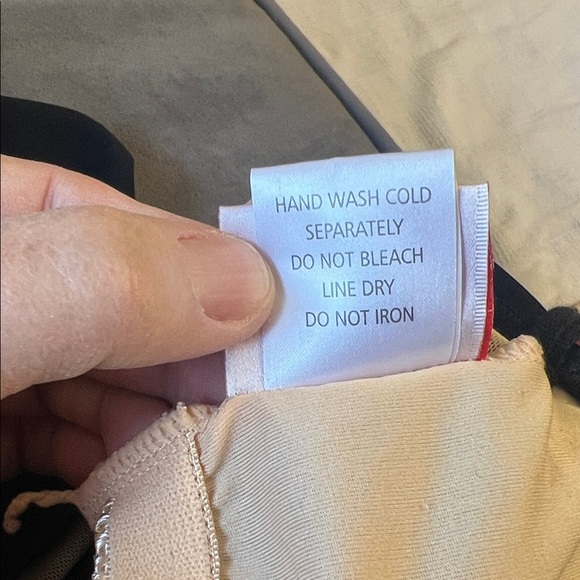 HAND WASH COLD
SEPARATELY
DO NOT BLEACH
LINE DRY
DO NOT IRON